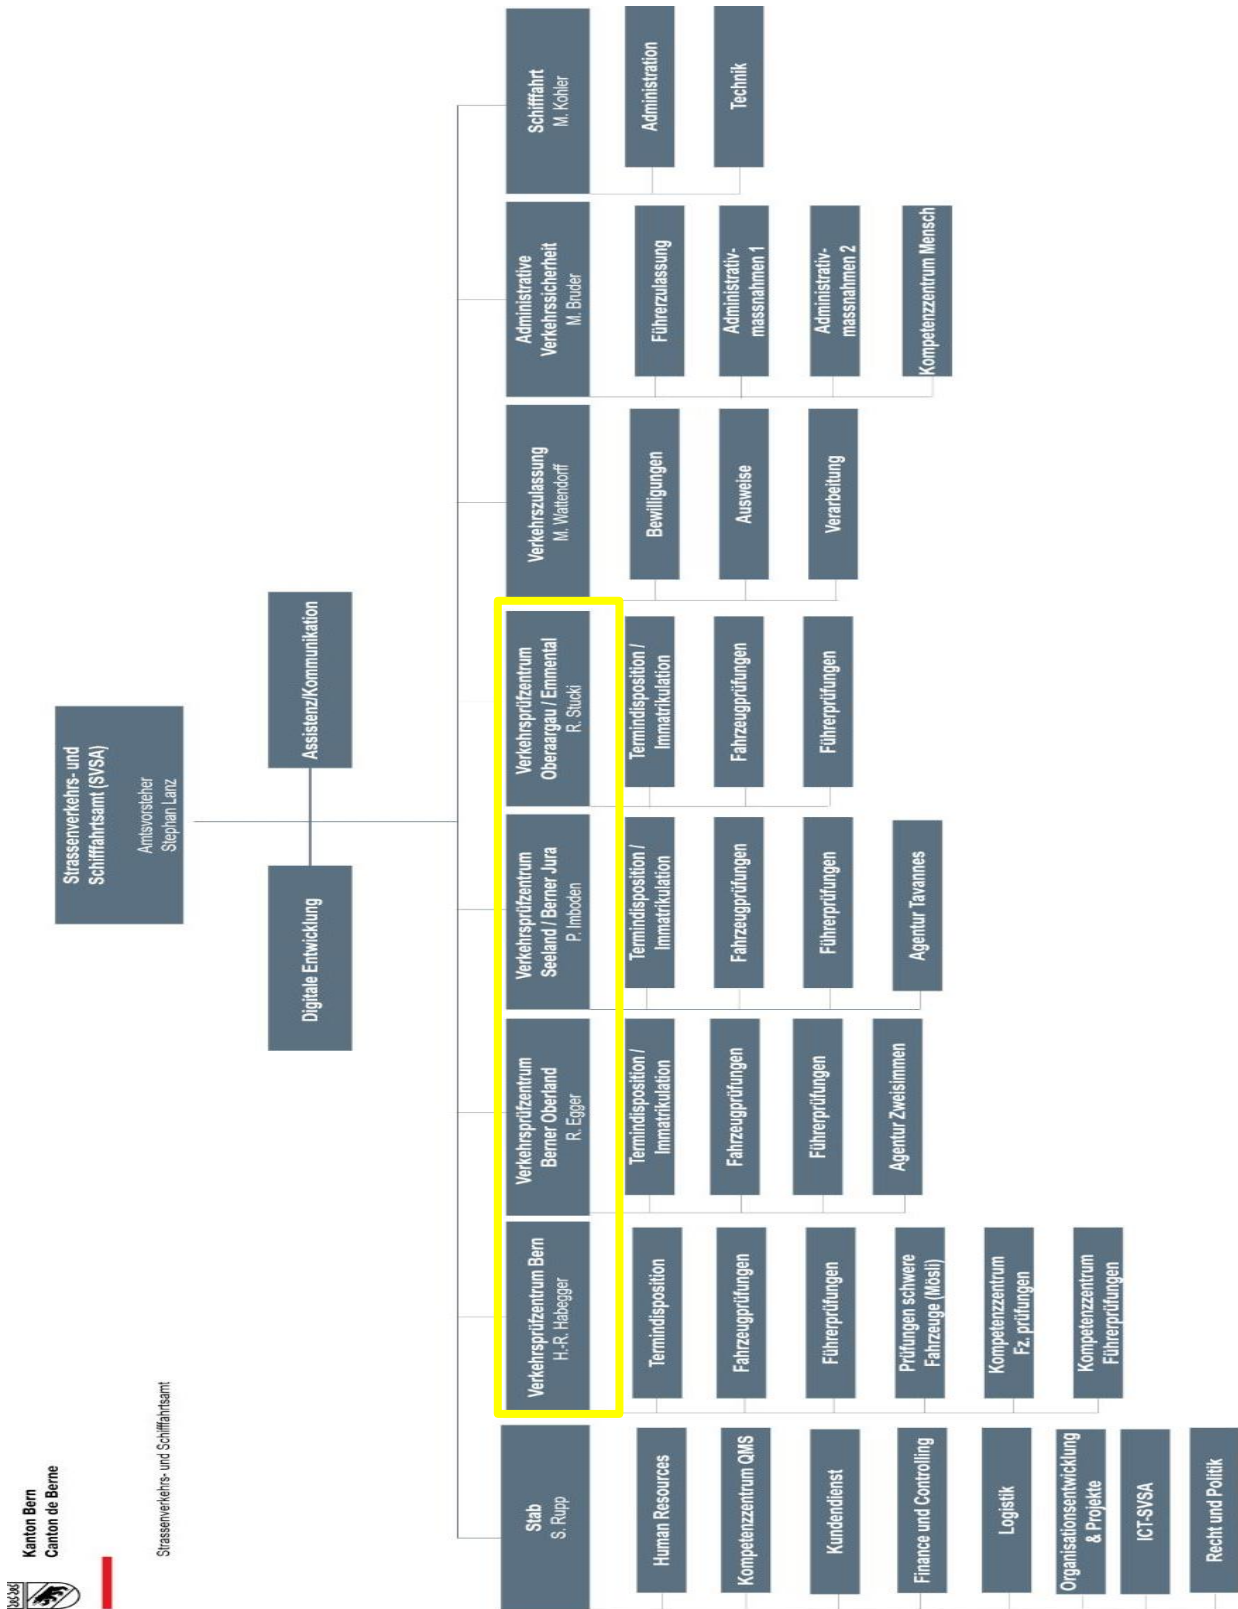 Kanton Bern
Canton de Berne
Strassenverkehrs- und Schifffahrtsamt
Strassenverkehrs- und
Schifffahrtsamt (SVSA)
Amtsvorsteher
Stephan Lanz
Digitale Entwicklung
Assistenz/Kommunikation
Stab
S. Rupp
Human Resources
Kompetenzzentrum QMS
Kundendienst
Finance und Controlling
Logistik
Organisationsentwicklung
& Projekte
ICT-SVSA
Recht und Politik
Verkehrsprüfzentrum Bern
H.-R. Habegger
Termindisposition
Fahrzeugprüfungen
Führerprüfungen
Prüfungen schwere
Fahrzeuge (Mösli)
Kompetenzzentrum
Fz. prüfungen
Kompetenzzentrum
Führerprüfungen
Verkehrsprüfzentrum
Berner Oberland
R. Egger
Termindisposition /
Immatrikulation
Fahrzeugprüfungen
Führerprüfungen
Agentur Zweisimmen
Verkehrsprüfzentrum
Seeland / Berner Jura
P. Imboden
Termindisposition /
Immatrikulation
Fahrzeugprüfungen
Führerprüfungen
Agentur Tavannes
Verkehrsprüfzentrum
Oberaargau / Emmental
R. Stucki
Termindisposition /
Immatrikulation
Fahrzeugprüfungen
Führerprüfungen
Verkehrszulassung
M. Wattendorff
Bewilligungen
Ausweise
Verarbeitung
Administrative
Verkehrssicherheit
M. Bruder
Führerzulassung
Administrativ-
massnahmen 1
Administrativ-
massnahmen 2
Kompetenzzentrum Mensch
Schifffahrt
M. Kohler
Administration
Technik